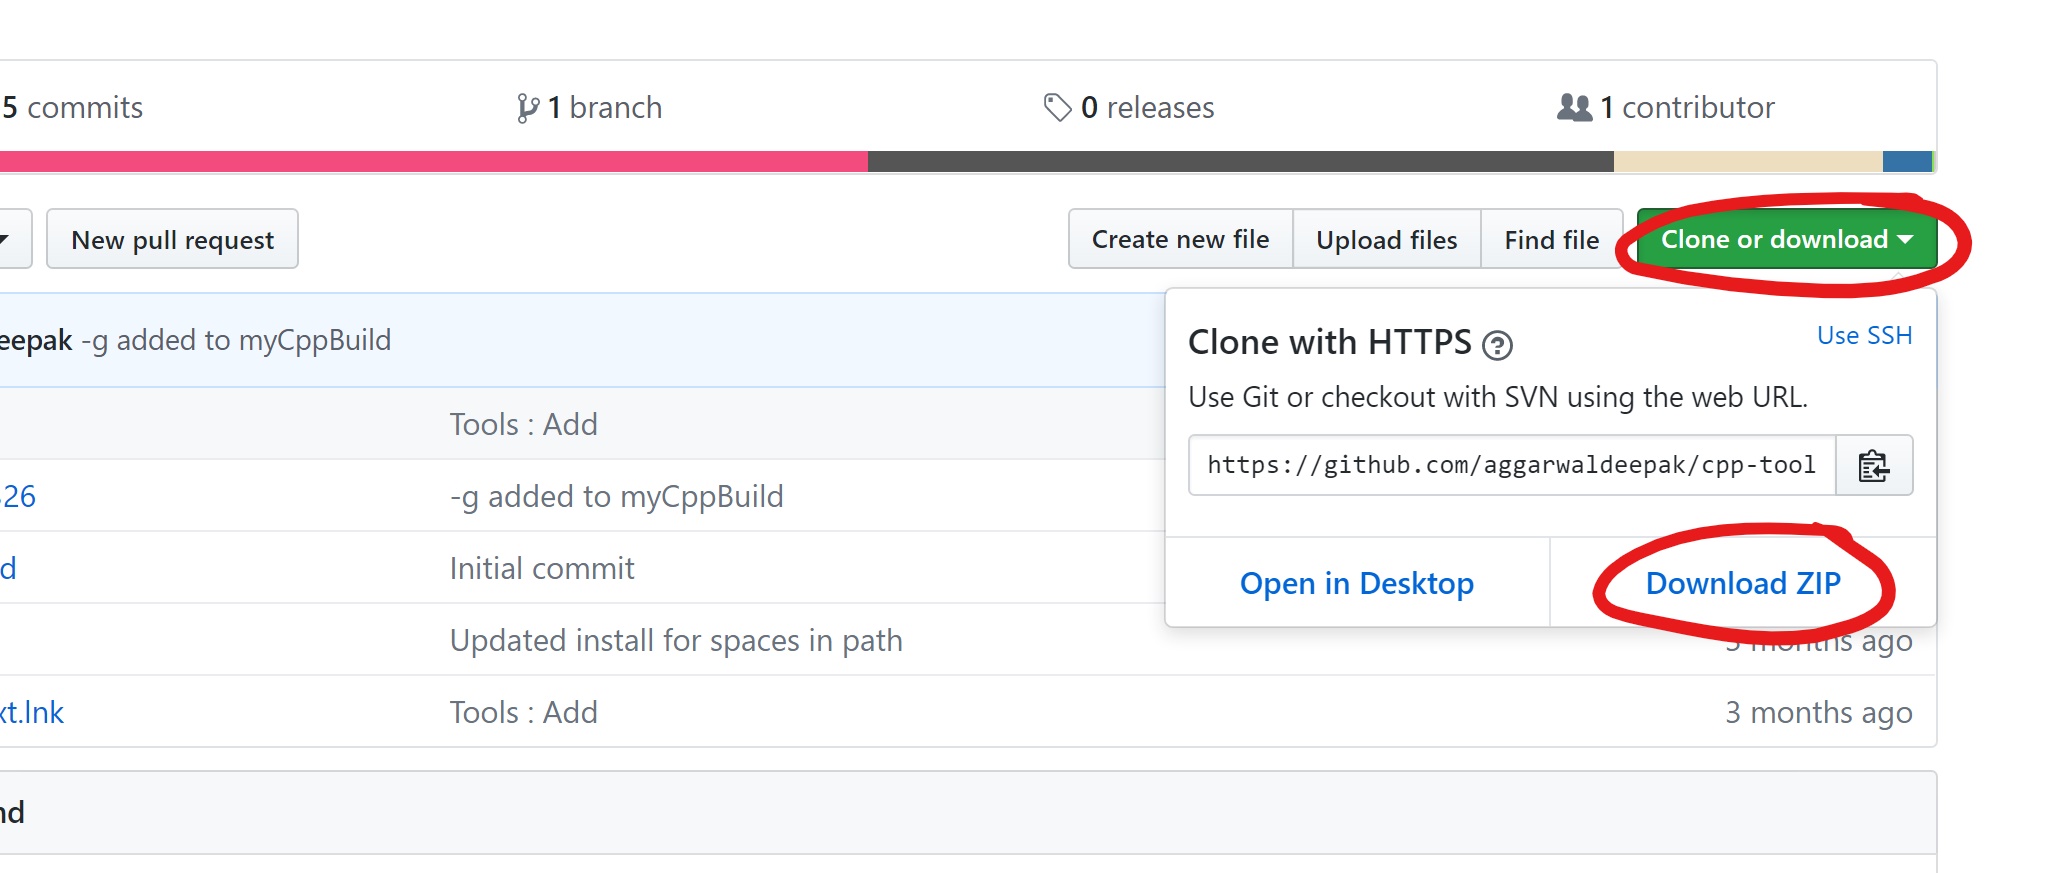 5 commits
1 branch
0 releases
1 contributor
New pull request
Create new file
Upload files
Find file
Clone or download
eepak -g added to myCppBuild
Clone with HTTPS ?
Use SSH
Use Git or checkout with SVN using the web URL.
https://github.com/aggarwaldeepak/cpp-tool
Open in Desktop
Download ZIP
Tools : Add
26 -g added to myCppBuild
d Initial commit
Updated install for spaces in path
months ago
xt.lnk Tools : Add 3 months ago
nd